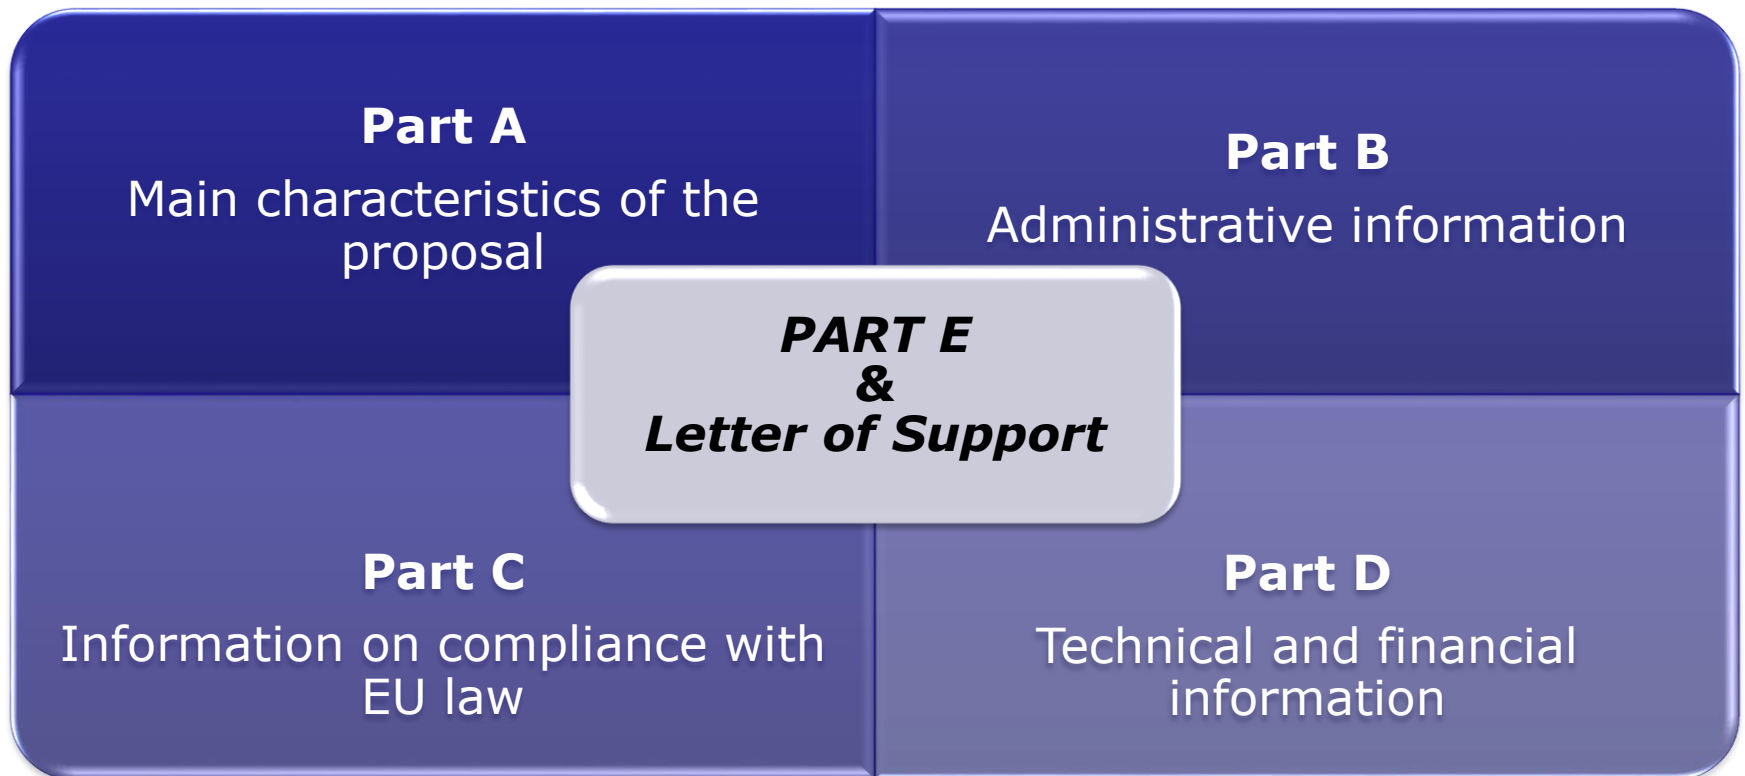 Part A
Main characteristics of the
proposal
Part B
Administrative information
PART E
&
Letter of Support
Part C
Information on compliance with
EU law
Part D
Technical and financial
information